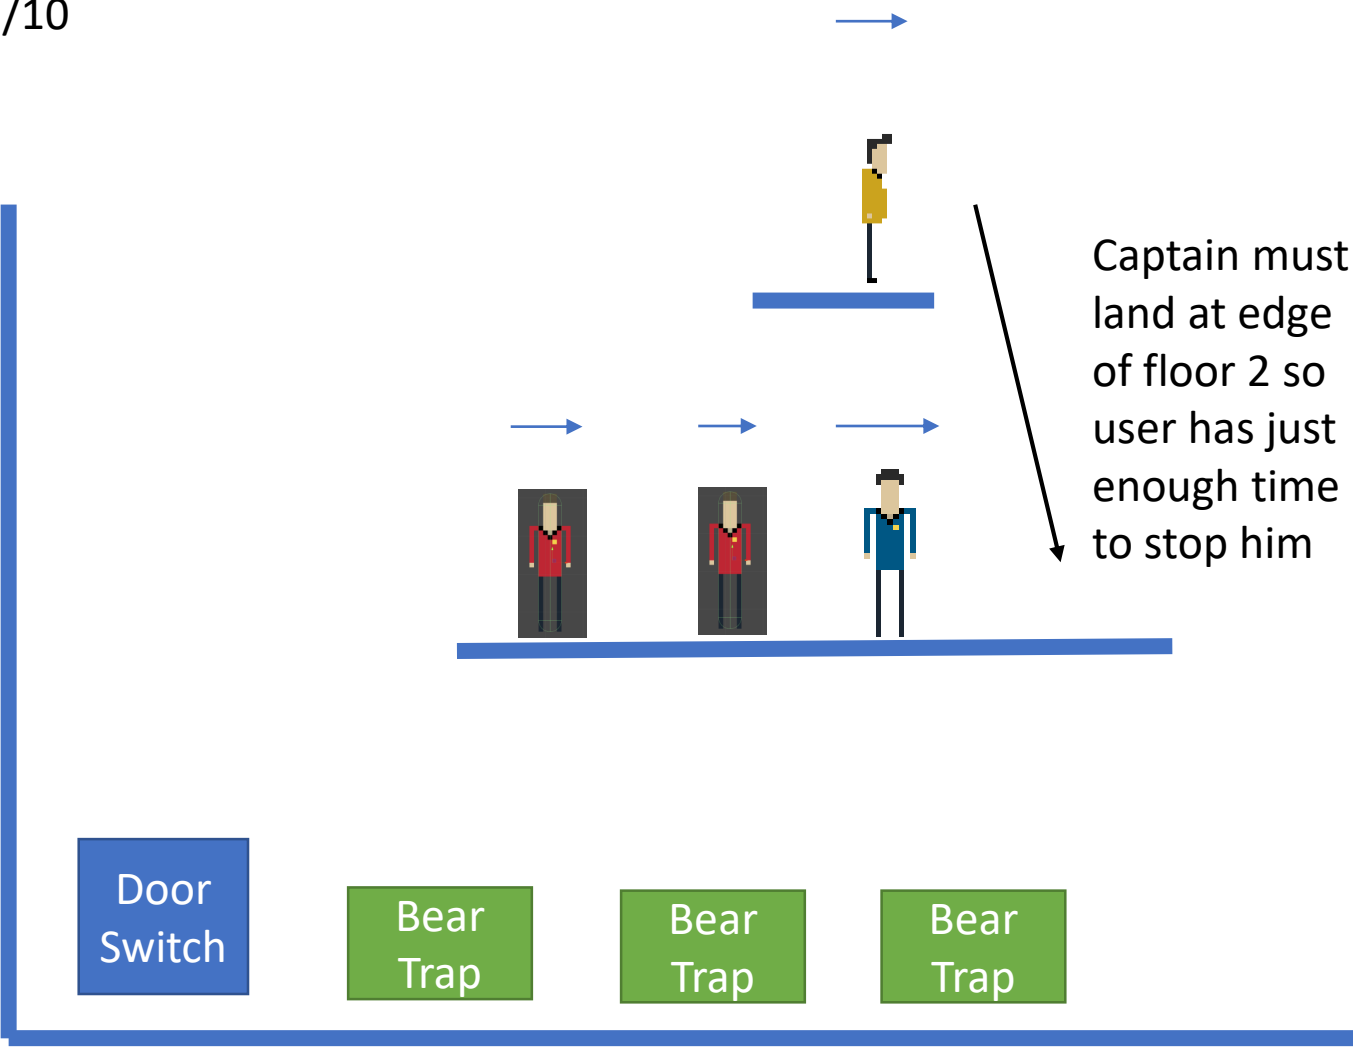 /10
Captain must
land at edge
of floor 2 so
user has just
enough time
to stop him
Door
Switch
Bear
Trap
Bear
Trap
Bear
Trap